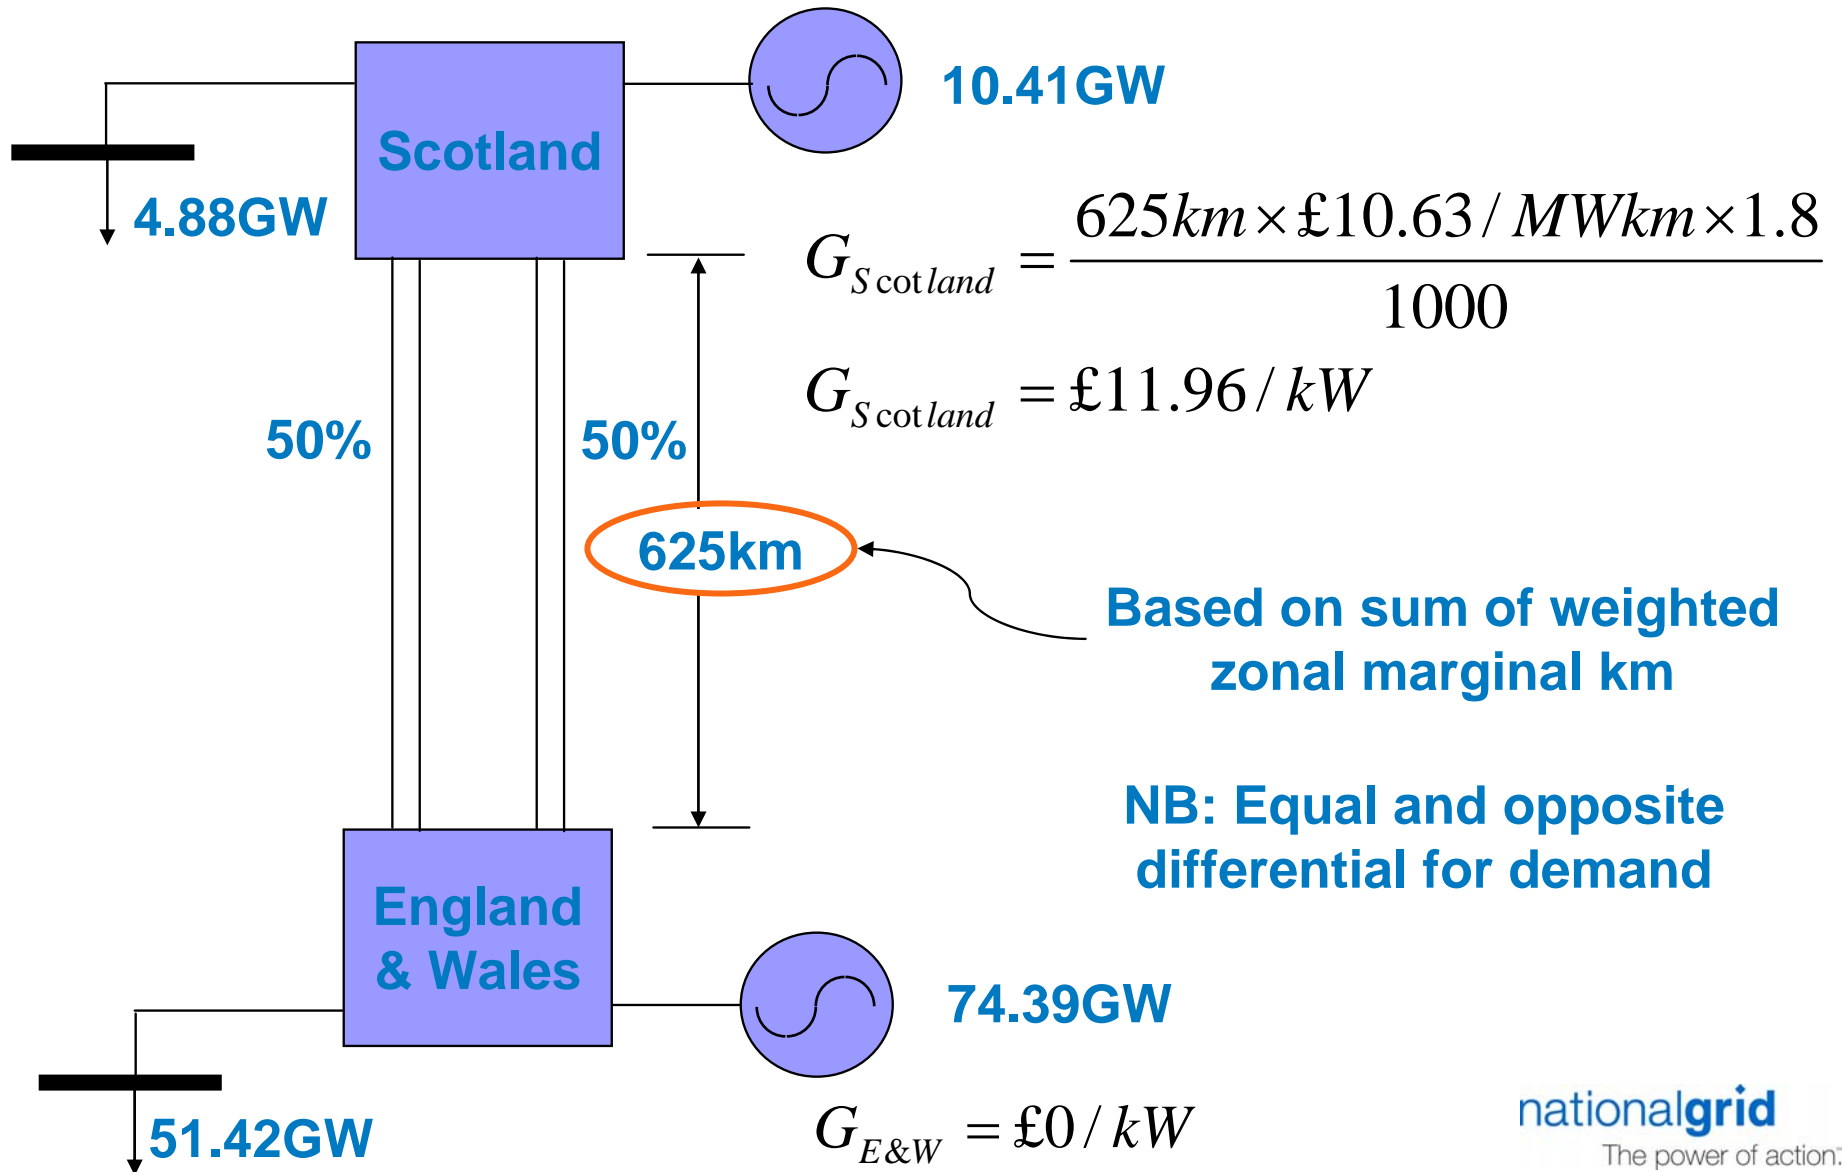 10.41GW
Scotland
4.88GW
G_Scotland = 625km × £10.63 / MWkm × 1.8
1000
G_Scotland = £11.96 / kW
50%
50%
625km
Based on sum of weighted
zonal marginal km
NB: Equal and opposite
differential for demand
England
& Wales
74.39GW
51.42GW
G_E&W = £0 / kW
nationalgrid
The power of action.